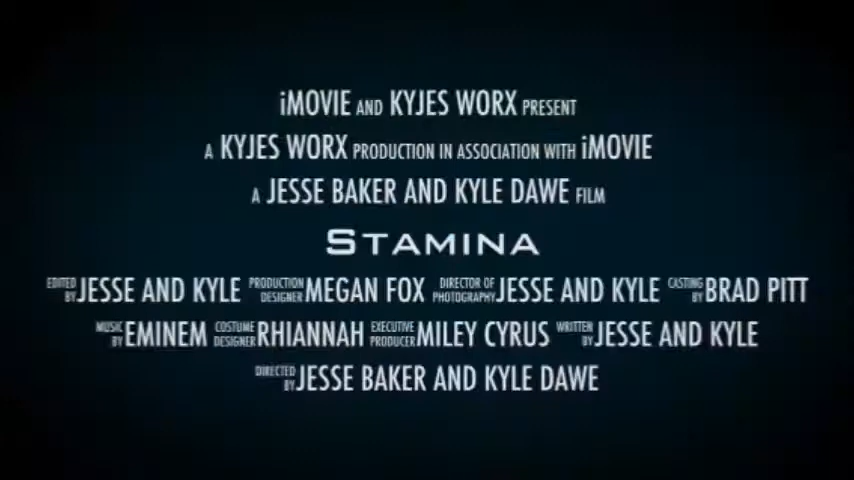 iMOVIE AND KYJES WORX PRESENT
A KYJES WORX PRODUCTION IN ASSOCIATION WITH iMOVIE
A JESSE BAKER AND KYLE DAWE FILM
STAMINA
EDITED BY JESSE AND KYLE PRODUCTION DESIGNER MEGAN FOX DIRECTOR OF PHOTOGRAPHY JESSE AND KYLE CASTING BY BRAD PITT
MUSIC BY EMINEM COSTUME DESIGNER RHIANNAH EXECUTIVE PRODUCER MILEY CYRUS WRITTEN BY JESSE AND KYLE
DIRECTED BY JESSE BAKER AND KYLE DAWE